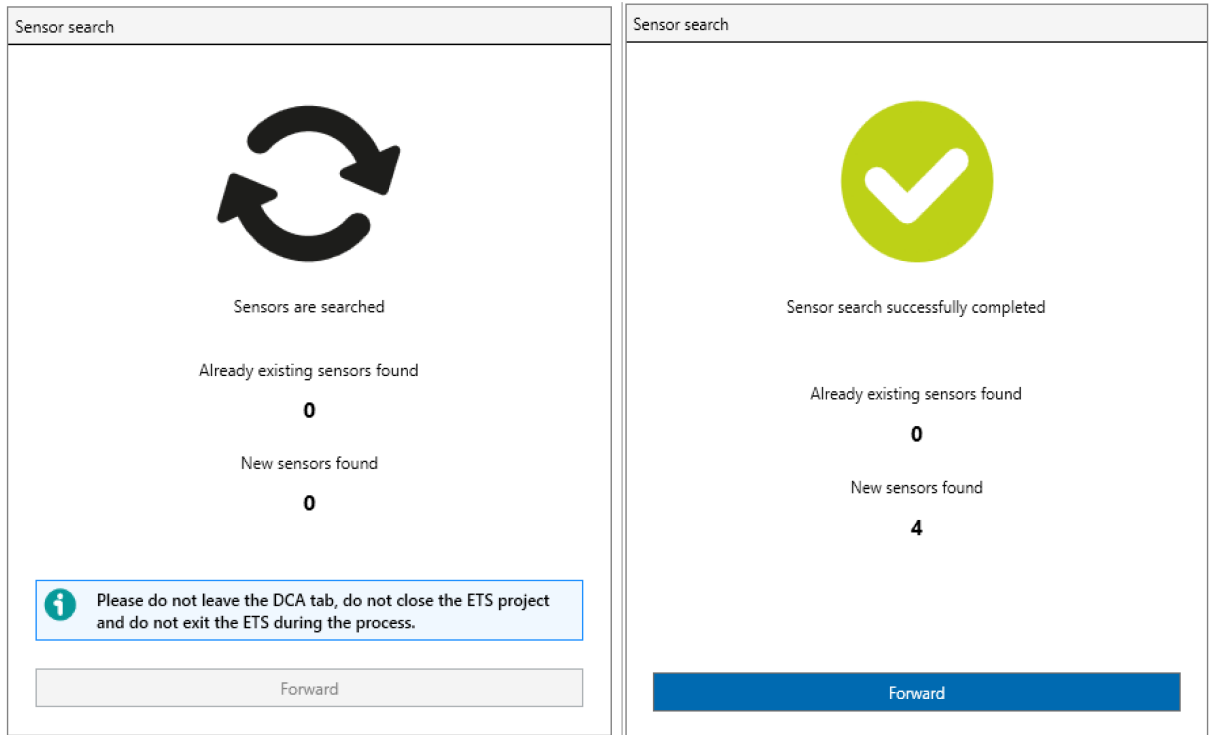 Sensor search
Sensors are searched
Already existing sensors found
0
New sensors found
0
Please do not leave the DCA tab, do not close the ETS project
and do not exit the ETS during the process.
Forward
Sensor search
Sensor search successfully completed
Already existing sensors found
0
New sensors found
4
Forward